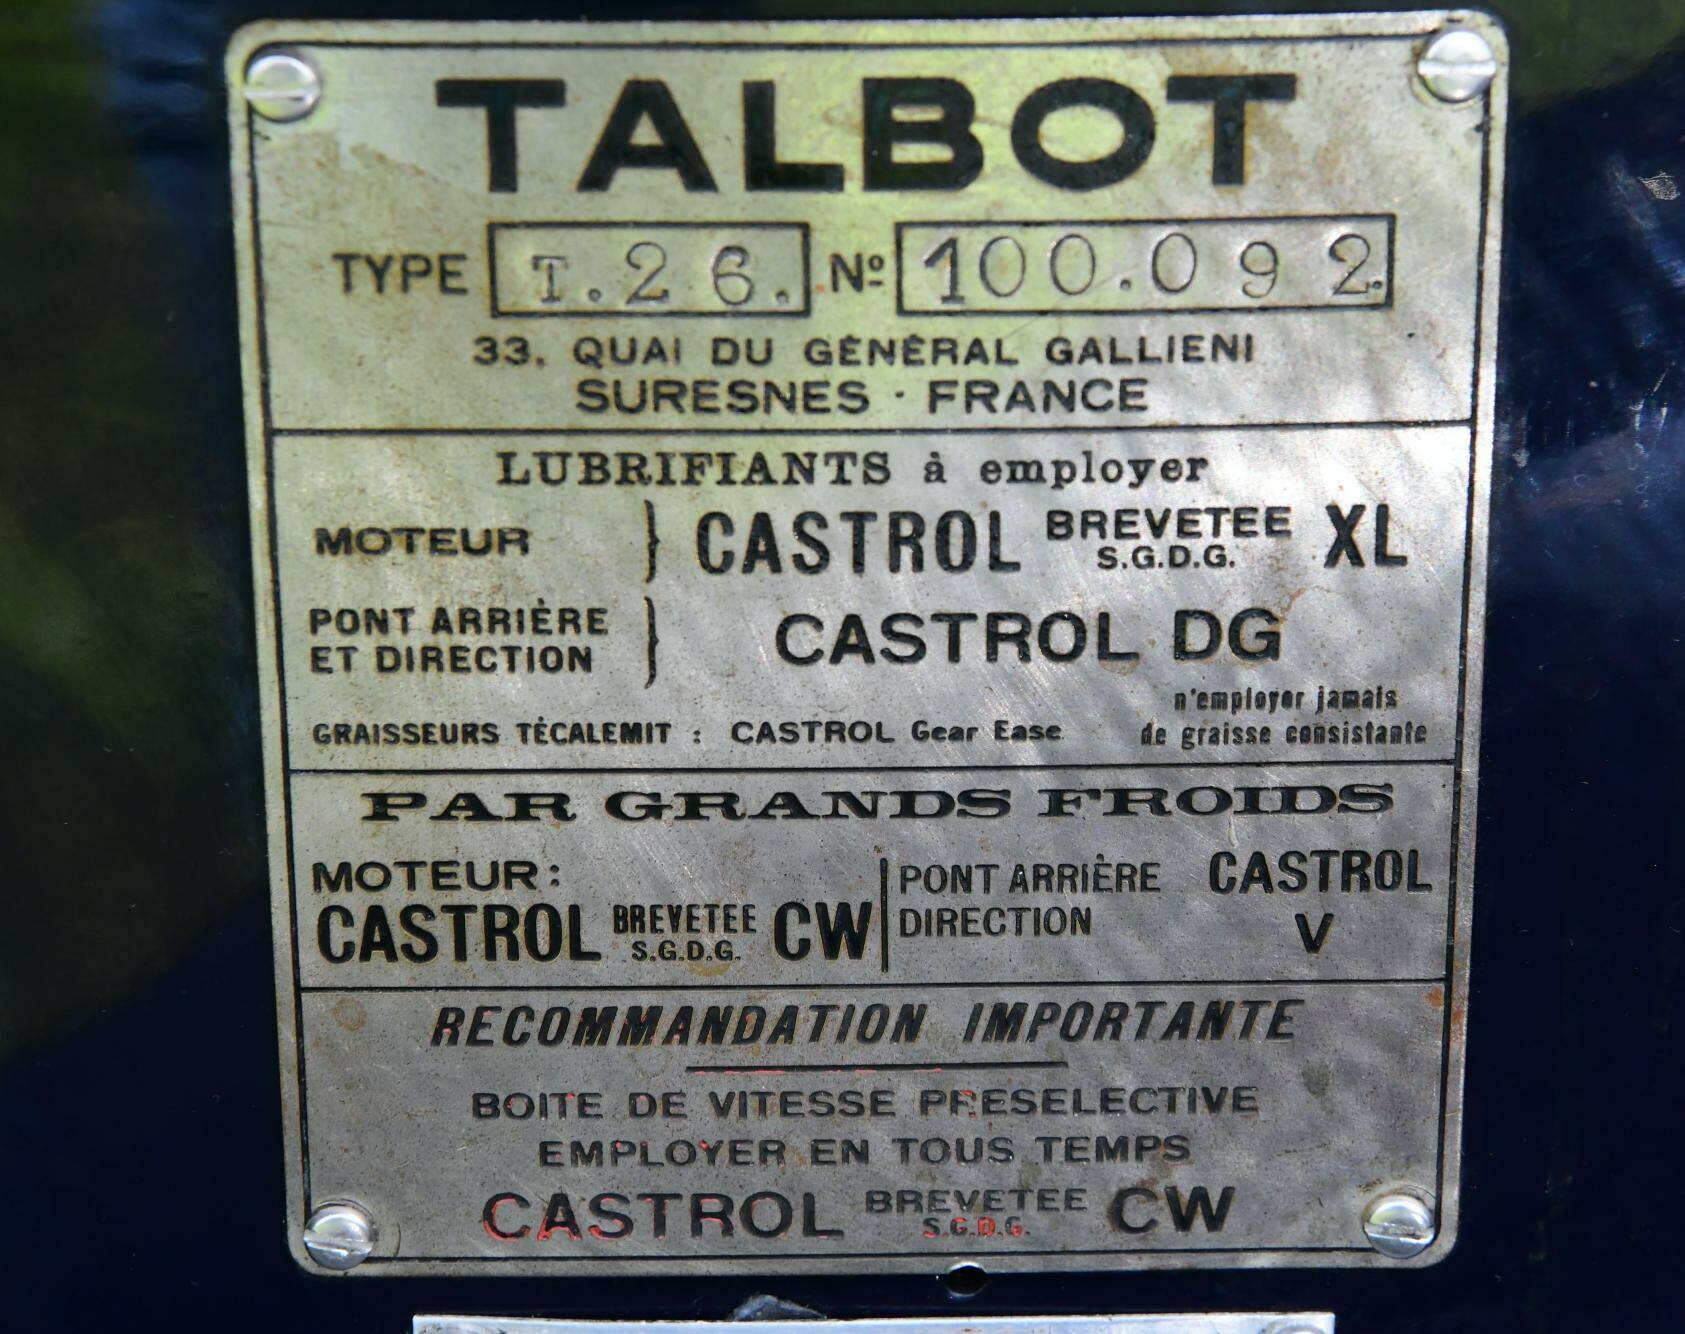 TALBOT
TYPE T.26. Nº 100.092.
33, QUAI DU GÉNÉRAL GALLIENI
SURESNES · FRANCE
LUBRIFIANTS à employer
MOTEUR } CASTROL BREVETEE S.G.D.G. XL
PONT ARRIÈRE
ET DIRECTION } CASTROL DG
n'employer jamais
GRAISSEURS TÉCALEMIT : CASTROL Gear Ease de graisse consistante
PAR GRANDS FROIDS
MOTEUR:
CASTROL BREVETEE S.G.D.G. CW
PONT ARRIÈRE CASTROL
DIRECTION V
RECOMMANDATION IMPORTANTE
BOITE DE VITESSE PRESELECTIVE
EMPLOYER EN TOUS TEMPS
CASTROL BREVETEE S.G.D.G. CW